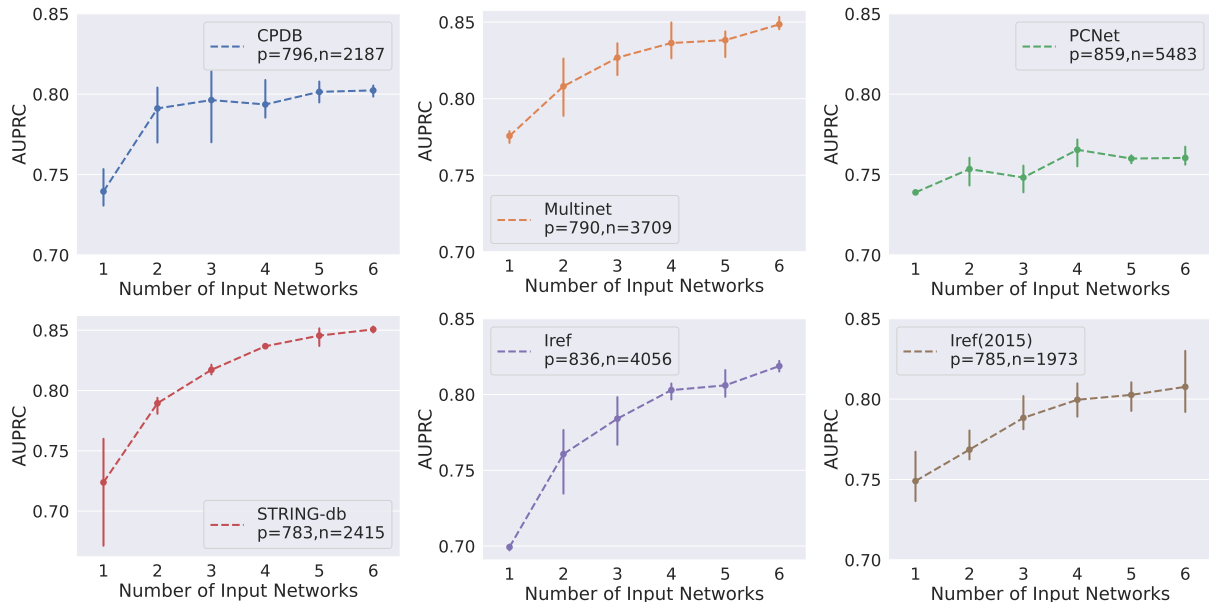 0.85
0.80
0.75
0.70
AUPRC
CPDB
p=796,n=2187
1 2 3 4 5 6
Number of Input Networks
0.85
0.80
0.75
0.70
AUPRC
Multinet
p=790,n=3709
1 2 3 4 5 6
Number of Input Networks
0.85
0.80
0.75
0.70
AUPRC
PCNet
p=859,n=5483
1 2 3 4 5 6
Number of Input Networks
0.85
0.80
0.75
0.70
AUPRC
STRING-db
p=783,n=2415
1 2 3 4 5 6
Number of Input Networks
0.85
0.80
0.75
0.70
AUPRC
Iref
p=836,n=4056
1 2 3 4 5 6
Number of Input Networks
0.85
0.80
0.75
0.70
AUPRC
Iref(2015)
p=785,n=1973
1 2 3 4 5 6
Number of Input Networks